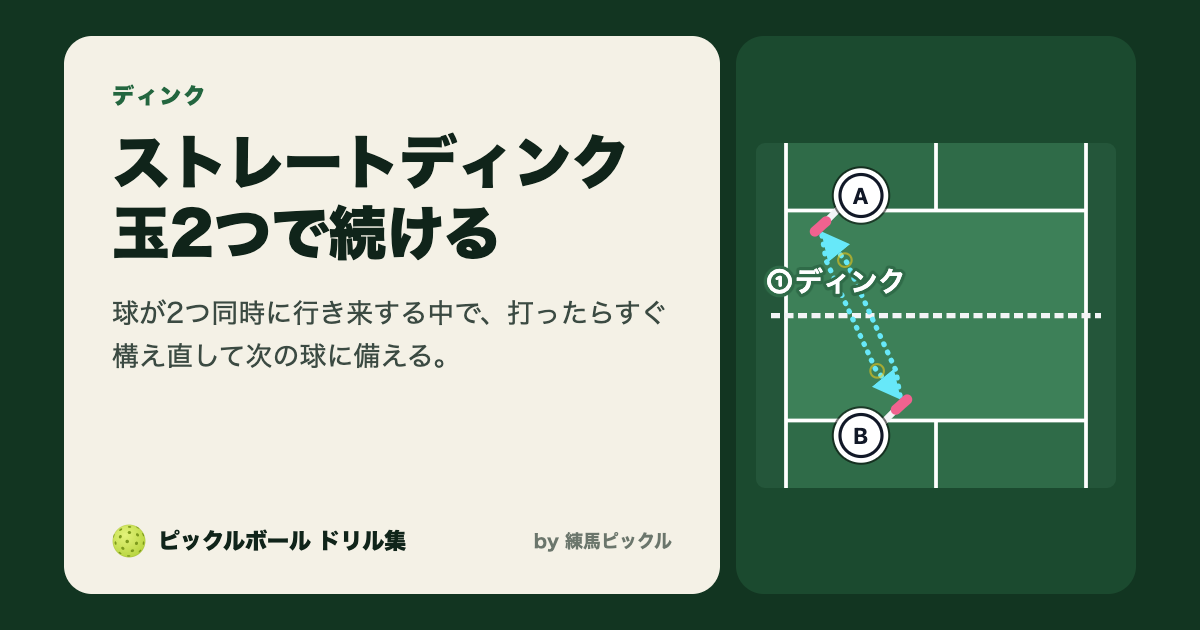 ディンク
ストレートディンク
玉2つで続ける
球が2つ同時に行き来する中で、打ったらすぐ
構え直して次の球に備える。
ピックルボール ドリル集
by 練馬ピックル
A
①ディンク
B